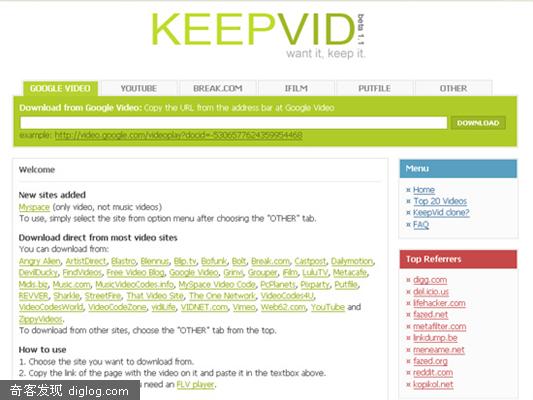 KEEPVID beta 1.1
want it, keep it.
GOOGLE VIDEO YOUTUBE BREAK.COM IFILM PUTFILE OTHER
Download from Google Video: Copy the URL from the address bar at Google Video
DOWNLOAD
example: http://video.google.com/videoplay?docid=-5306577624359954468
Welcome
New sites added
Myspace (only video, not music videos)
To use, simply select the site from option menu after choosing the "OTHER" tab.
Download direct from most video sites
You can download from:
Angry Alien, ArtistDirect, Blastro, Blennus, Blip.tv, Bofunk, Bolt, Break.com, Castpost, Dailymotion,
DevilDucky, FindVideos, Free Video Blog, Google Video, Grinvi, Grouper, iFilm, LuluTV, Metacafe,
Midis.biz, Music.com, MusicVideoCodes.info, MySpace Video Code, PcPlanets, Pixparty, Putfile,
REVVER, Sharkle, StreetFire, That Video Site, The One Network, VideoCodes4U,
VideoCodesWorld, VideoCodeZone, vidiLife, VIDNET.com, Vimeo, Web62.com, YouTube and
ZippyVideos.
To download from other sites, choose the "OTHER" tab from the top.
How to use
1. Choose the site you want to download from.
2. Copy the link of the page with the video on it and paste it in the textbox above.
you need an FLV player.
Menu
¤ Home
¤ Top 20 Videos
¤ KeepVid clone?
¤ FAQ
Top Referrers
¤ digg.com
¤ del.icio.us
¤ lifehacker.com
¤ fazed.net
¤ metafilter.com
¤ linkdump.be
¤ meneame.net
¤ fazed.org
¤ reddit.com
¤ kopikol.net
奇客发现 diglog.com